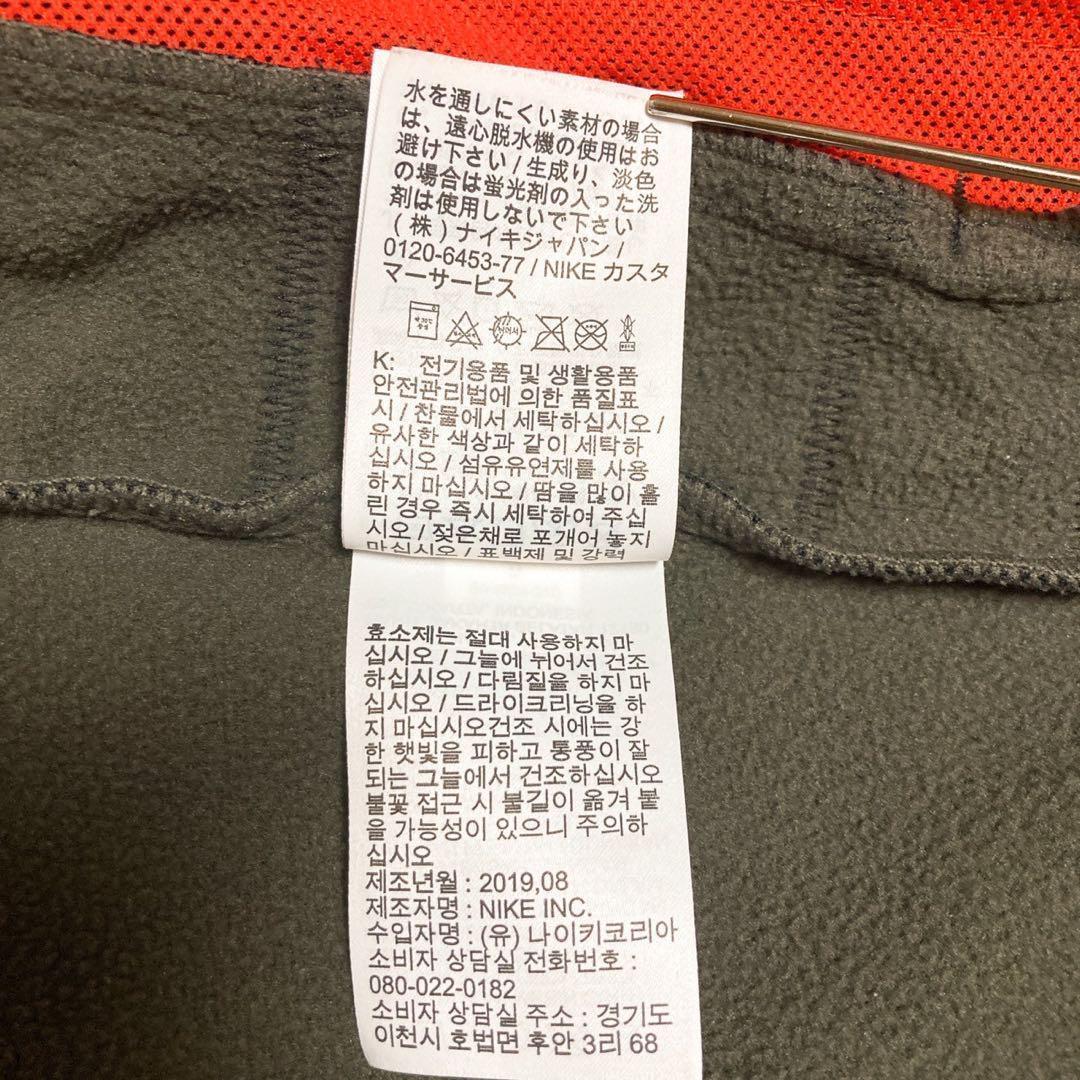 水を通しにくい素材の場合
は、遠心脱水機の使用はお
避け下さい / 生成り、淡色
の場合は蛍光剤の入った洗
剤は使用しないで下さい
(株)ナイキジャパン /
0120-6453-77 / NIKE カスタ
マーサービス
K: 전기용품 및 생활용품
안전관리법에 의한 품질표
시 / 찬물에서 세탁하십시오 /
유사한 색상과 같이 세탁하
십시오 / 섬유유연제를 사용
하지 마십시오 / 땀을 많이 흘
린 경우 즉시 세탁하여 주십
시오 / 젖은채로 포개어 놓지
마십시오 / 표백제 및 강력
효소제는 절대 사용하지 마
십시오 / 그늘에 뉘어서 건조
하십시오 / 다림질을 하지 마
십시오 / 드라이크리닝을 하
지 마십시오건조 시에는 강
한 햇빛을 피하고 통풍이 잘
되는 그늘에서 건조하십시오
불꽃 접근 시 불길이 옮겨 붙
을 가능성이 있으니 주의하
십시오
제조년월 : 2019,08
제조자명 : NIKE INC.
수입자명 : (유) 나이키코리아
소비자 상담실 전화번호 :
080-022-0182
소비자 상담실 주소 : 경기도
이천시 호법면 후안 3리 68